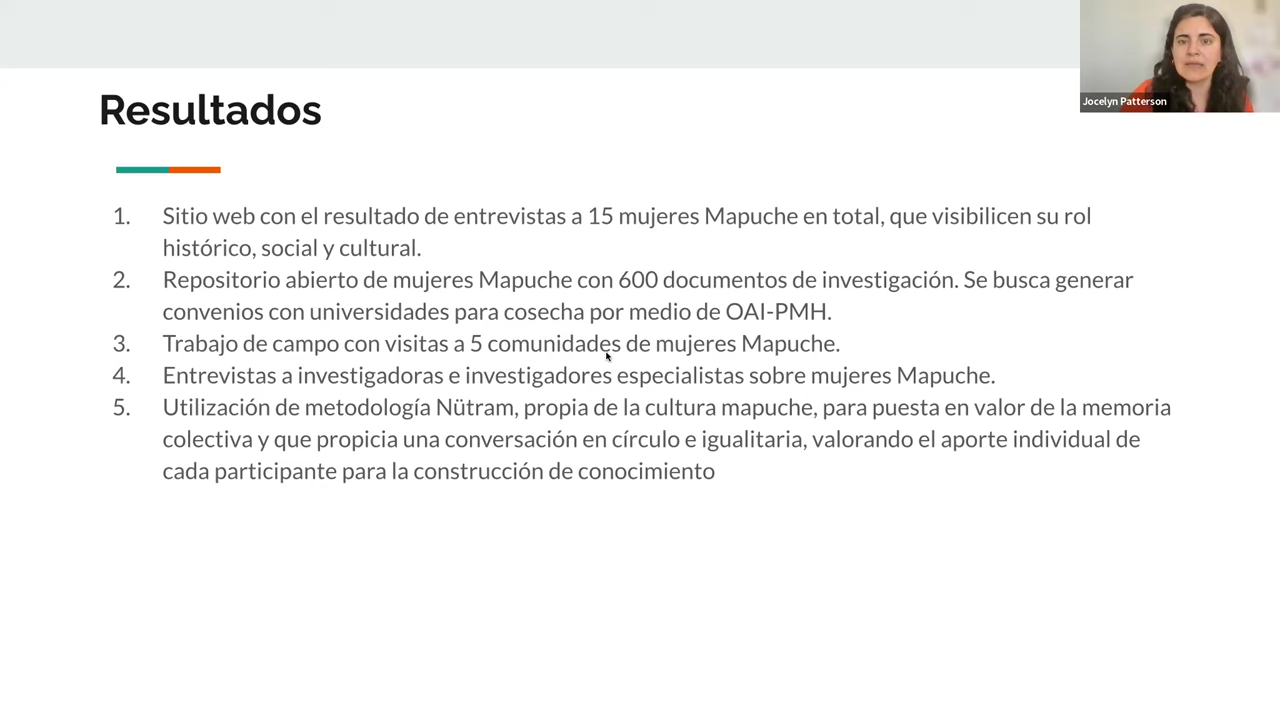 Jocelyn Patterson
Resultados
1. Sitio web con el resultado de entrevistas a 15 mujeres Mapuche en total, que visibilicen su rol
histórico, social y cultural.
2. Repositorio abierto de mujeres Mapuche con 600 documentos de investigación. Se busca generar
convenios con universidades para cosecha por medio de OAI-PMH.
3. Trabajo de campo con visitas a 5 comunidades de mujeres Mapuche.
4. Entrevistas a investigadoras e investigadores especialistas sobre mujeres Mapuche.
5. Utilización de metodología Nütram, propia de la cultura mapuche, para puesta en valor de la memoria
colectiva y que propicia una conversación en círculo e igualitaria, valorando el aporte individual de
cada participante para la construcción de conocimiento